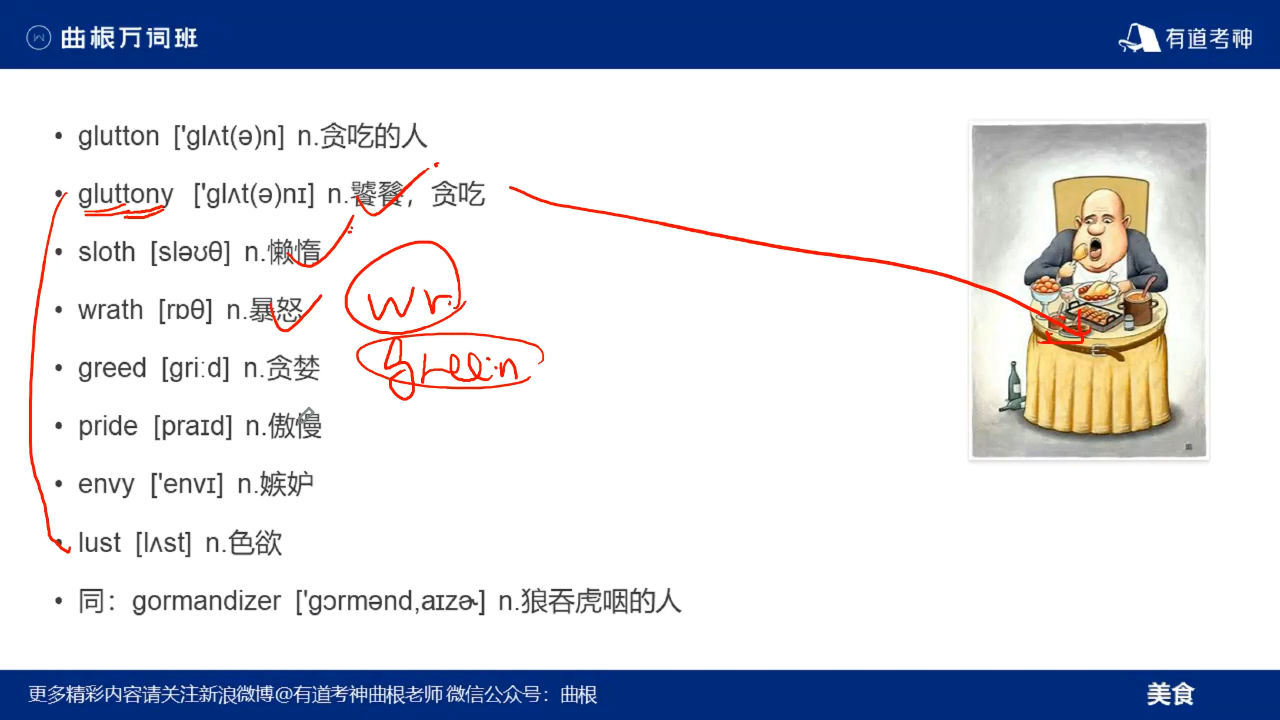 曲根万词班
有道考神
• glutton ['glʌt(ə)n] n.贪吃的人
• gluttony ['glʌt(ə)nɪ] n.饕餮，贪吃
• sloth [sləʊθ] n.懒惰
• wrath [rɒθ] n.暴怒
wr.
• greed [griːd] n.贪婪
green
• pride [praɪd] n.傲慢
• envy ['envɪ] n.嫉妒
• lust [lʌst] n.色欲
• 同：gormandizer ['gɔrmənd,aɪzɚ] n.狼吞虎咽的人
更多精彩内容请关注新浪微博@有道考神曲根老师 微信公众号：曲根
美食